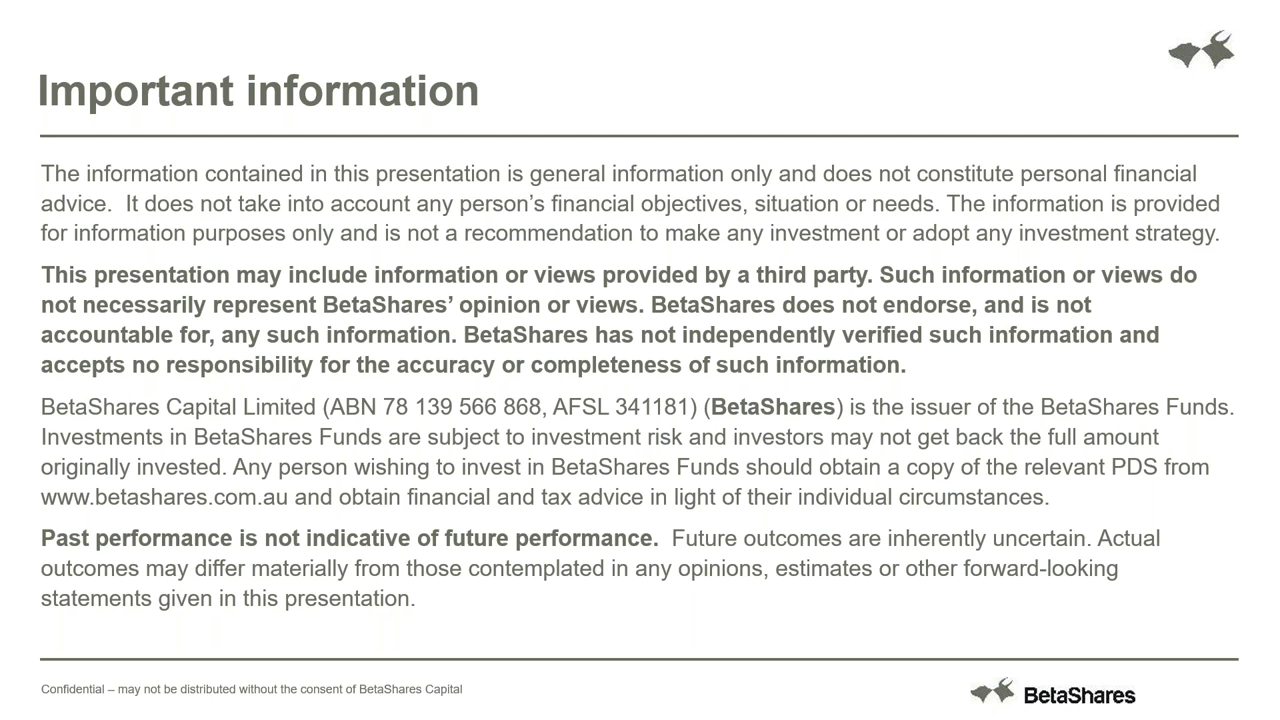 Important information
The information contained in this presentation is general information only and does not constitute personal financial
advice.  It does not take into account any person’s financial objectives, situation or needs. The information is provided
for information purposes only and is not a recommendation to make any investment or adopt any investment strategy.
This presentation may include information or views provided by a third party. Such information or views do
not necessarily represent BetaShares’ opinion or views. BetaShares does not endorse, and is not
accountable for, any such information. BetaShares has not independently verified such information and
accepts no responsibility for the accuracy or completeness of such information.
BetaShares Capital Limited (ABN 78 139 566 868, AFSL 341181) (BetaShares) is the issuer of the BetaShares Funds.
Investments in BetaShares Funds are subject to investment risk and investors may not get back the full amount
originally invested. Any person wishing to invest in BetaShares Funds should obtain a copy of the relevant PDS from
www.betashares.com.au and obtain financial and tax advice in light of their individual circumstances.
Past performance is not indicative of future performance.  Future outcomes are inherently uncertain. Actual
outcomes may differ materially from those contemplated in any opinions, estimates or other forward-looking
statements given in this presentation.
Confidential – may not be distributed without the consent of BetaShares Capital
BetaShares